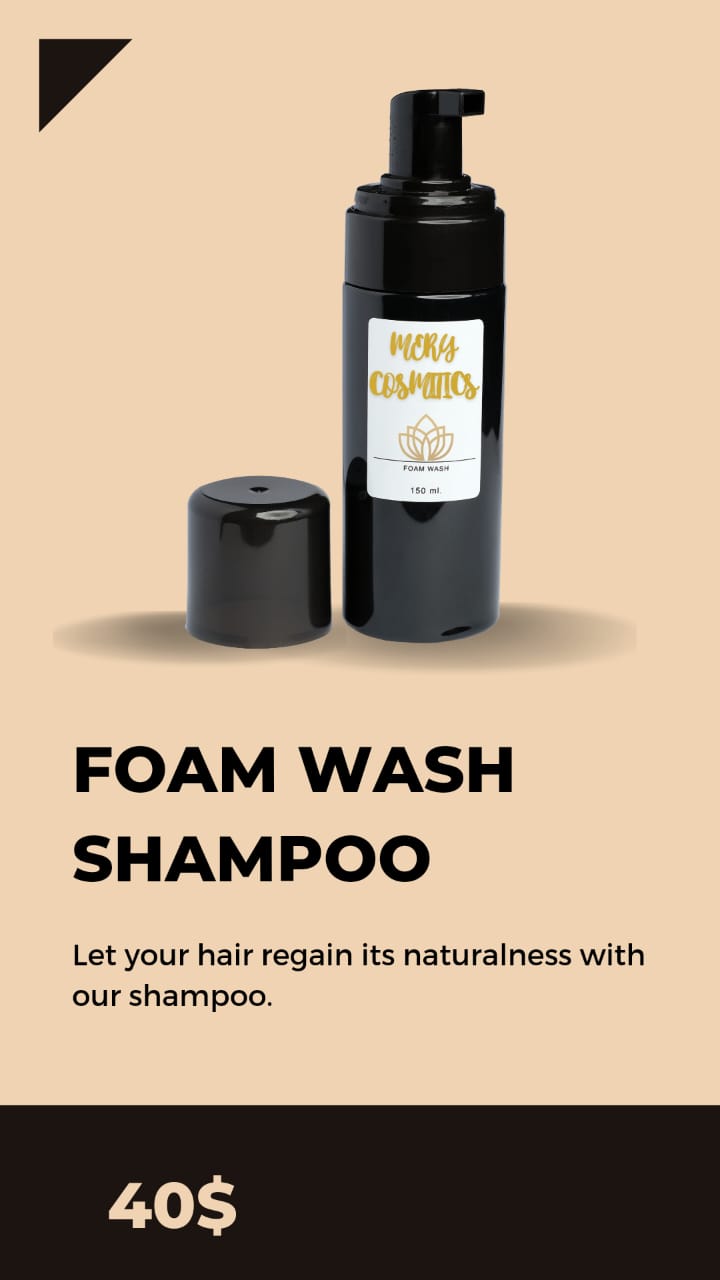 MERY
COSMITICS
FOAM WASH
150 ml.
FOAM WASH
SHAMPOO
Let your hair regain its naturalness with
our shampoo.
40$